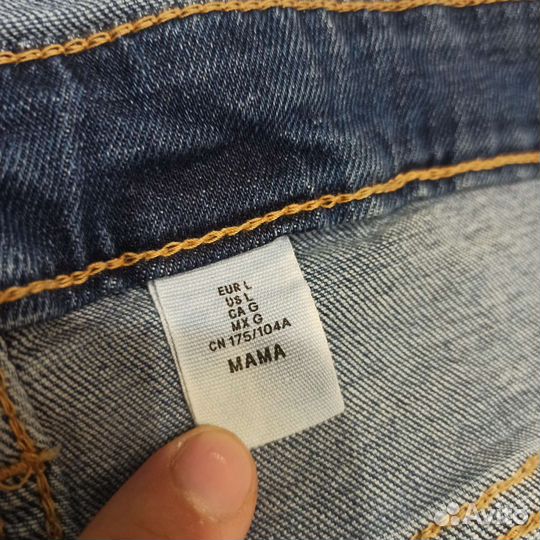 EUR L
US L
CA G
MX G
CN 175/104A
MAMA
Avito